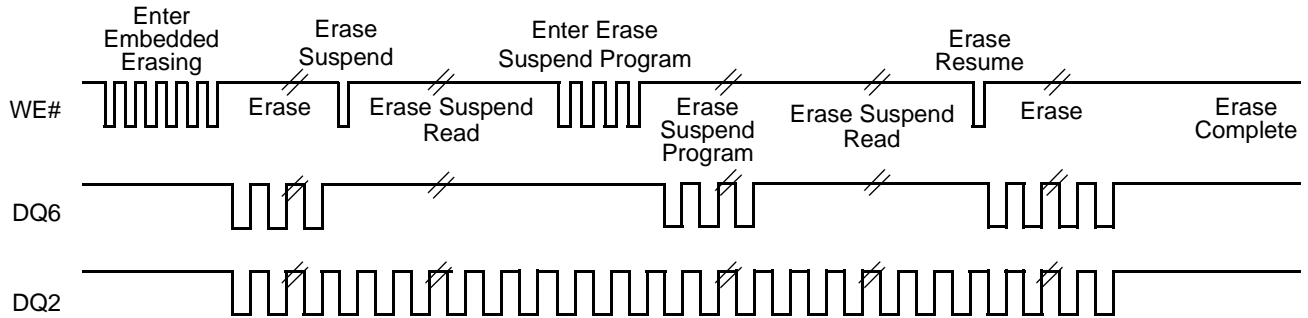 Enter
Embedded
Erasing
Erase
Suspend
Enter Erase
Suspend Program
Erase
Resume
WE#
Erase
Erase Suspend
Read
Erase
Suspend
Program
Erase Suspend
Read
Erase
Erase
Complete
DQ6
DQ2